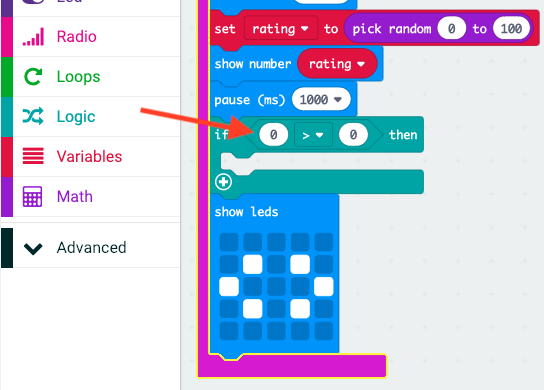 Radio
Loops
Logic
Variables
Math
Advanced
set rating to pick random 0 to 100
show number rating
pause (ms) 1000
if 0 > 0 then
show leds